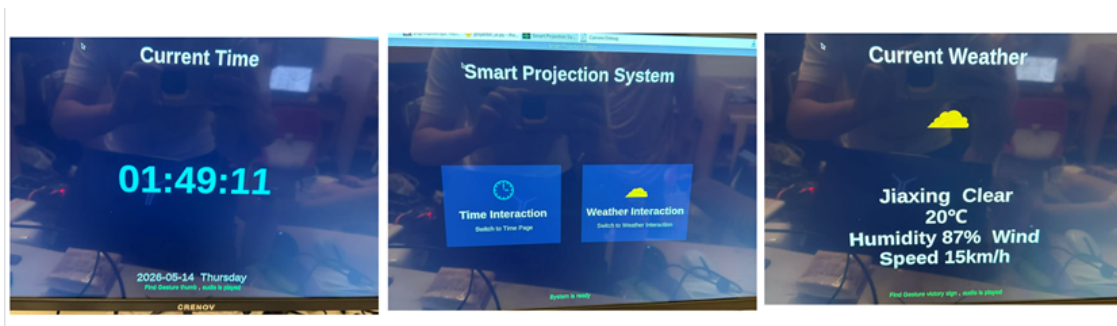 Current Time
01:49:11
2026-05-14 Thursday
Find Gesture thumb , audio is played
CRENOV
Smart Projection System
Time Interaction
Switch to Time Page
Weather Interaction
Switch to Weather Interaction
System is ready
Current Weather
Jiaxing Clear
20℃
Humidity 87% Wind
Speed 15km/h
Find Gesture victory sign , audio is played